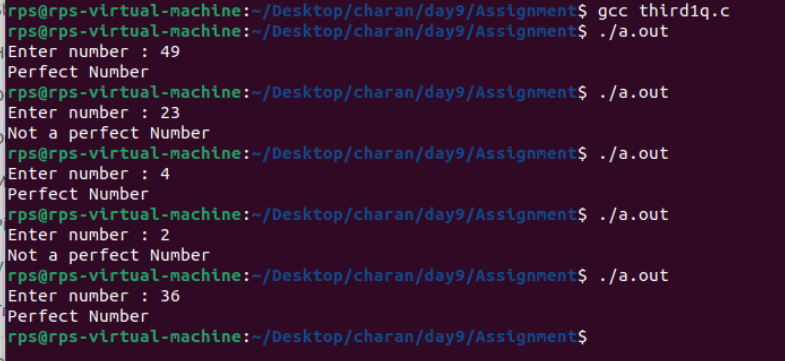 rps@rps-virtual-machine:~/Desktop/charan/day9/Assignment$ gcc third1q.c
rps@rps-virtual-machine:~/Desktop/charan/day9/Assignment$ ./a.out
Enter number : 49
Perfect Number
rps@rps-virtual-machine:~/Desktop/charan/day9/Assignment$ ./a.out
Enter number : 23
Not a perfect Number
rps@rps-virtual-machine:~/Desktop/charan/day9/Assignment$ ./a.out
Enter number : 4
Perfect Number
rps@rps-virtual-machine:~/Desktop/charan/day9/Assignment$ ./a.out
Enter number : 2
Not a perfect Number
rps@rps-virtual-machine:~/Desktop/charan/day9/Assignment$ ./a.out
Enter number : 36
Perfect Number
rps@rps-virtual-machine:~/Desktop/charan/day9/Assignment$